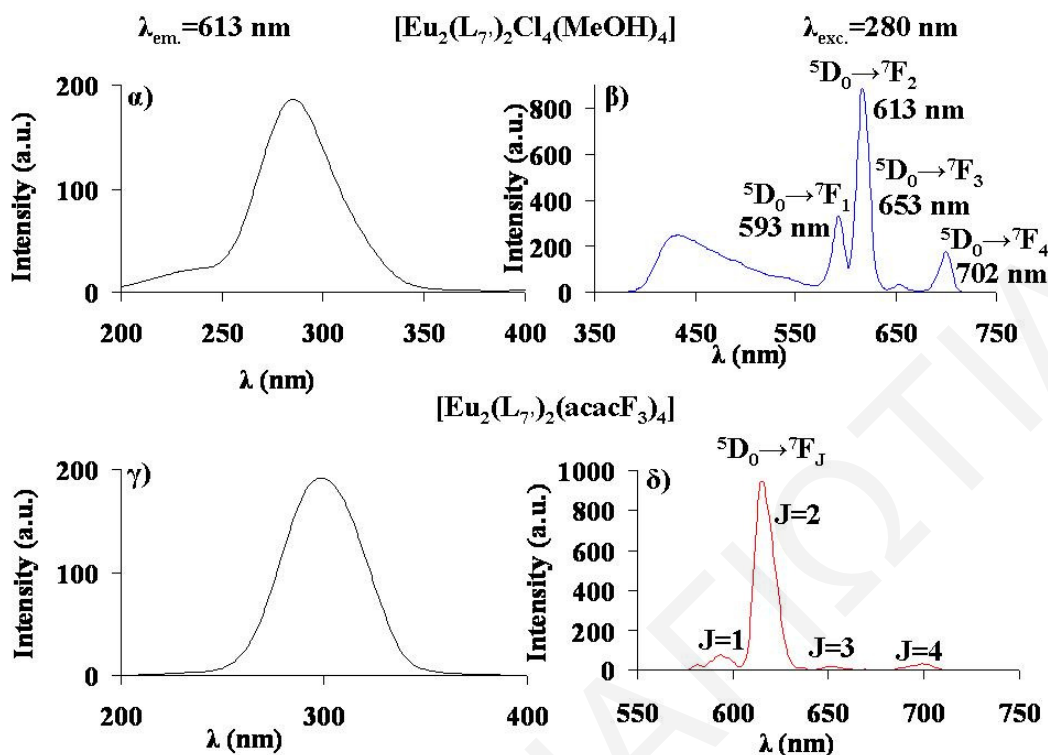 λem.=613 nm [Eu2(L7')2Cl4(MeOH)4] λexc.=280 nm
α)
Intensity (a.u.)
200
100
0
200 250 300 350 400
λ (nm)
β)
Intensity (a.u.)
800
600
400
200
0
350 450 550 650 750
λ (nm)
5D0→7F2
613 nm
5D0→7F3
653 nm
5D0→7F1
593 nm
5D0→7F4
702 nm
[Eu2(L7')2(acacF3)4]
γ)
Intensity (a.u.)
200
100
0
200 300 400
λ (nm)
5D0→7FJ
δ)
Intensity (a.u.)
1000
800
600
400
200
0
J=2
J=1
J=3
J=4
550 600 650 700 750
λ (nm)